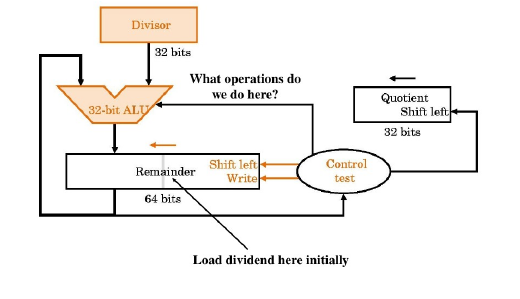 Divisor
32 bits
What operations do
we do here?
32-bit ALU
Quotient
Shift left
32 bits
Remainder
Shift left
Write
Control
test
64 bits
Load dividend here initially